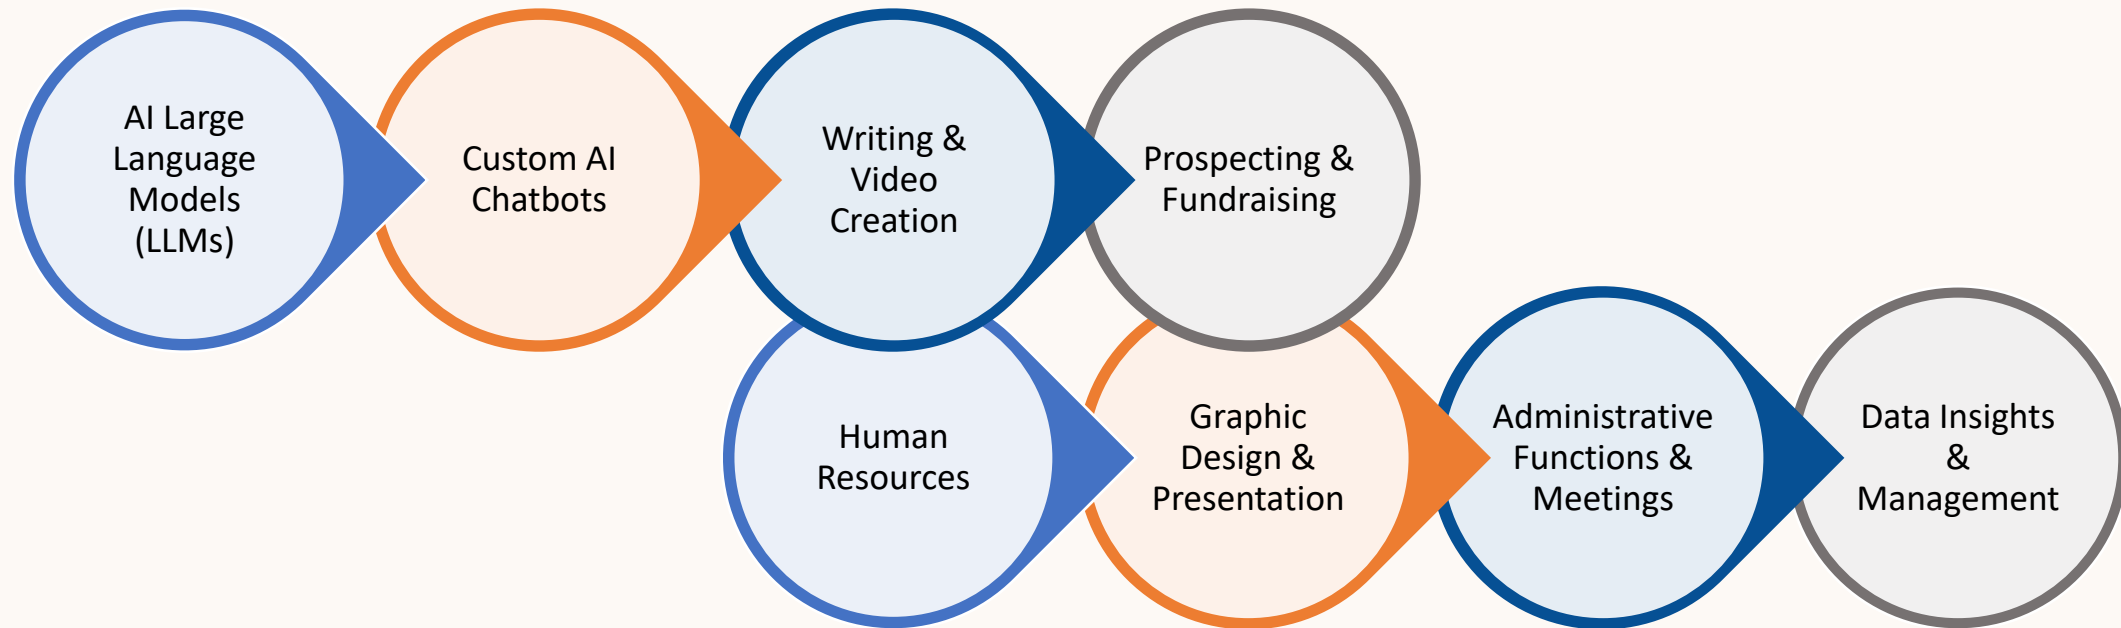 AI Large
Language
Models
(LLMs)
Custom AI
Chatbots
Writing &
Video
Creation
Prospecting &
Fundraising
Human
Resources
Graphic
Design &
Presentation
Administrative
Functions &
Meetings
Data Insights
&
Management